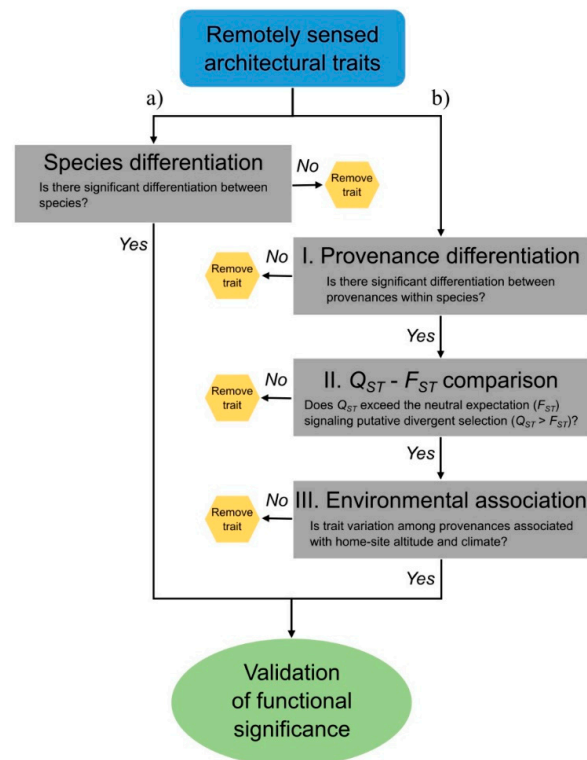 Remotely sensed
architectural traits
a)
b)
Species differentiation
Is there significant differentiation between
species?
No
Remove
trait
Yes
I. Provenance differentiation
Is there significant differentiation between
provenances within species?
No
Remove
trait
Yes
II. QST - FST comparison
Does QST exceed the neutral expectation (FST)
signaling putative divergent selection (QST > FST)?
No
Remove
trait
Yes
III. Environmental association
Is trait variation among provenances associated
with home-site altitude and climate?
No
Remove
trait
Yes
Validation
of functional
significance